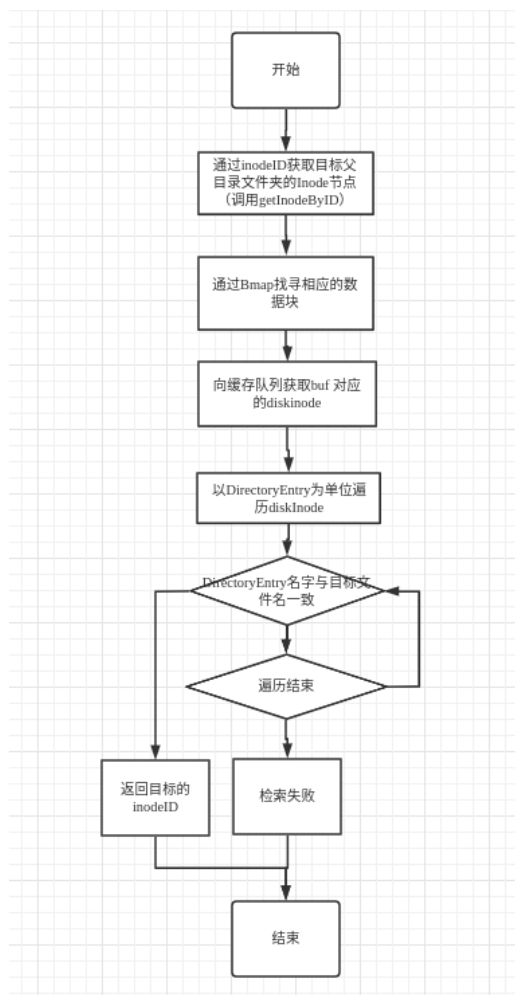 开始
通过inodeID获取目标父
目录文件夹的Inode节点
（调用getInodeByID）
通过Bmap找寻相应的数
据块
向缓存队列获取buf 对应
的diskinode
以DirectoryEntry为单位遍
历diskInode
DirectoryEntry名字与目标文
件名一致
遍历结束
返回目标的
inodeID
检索失败
结束